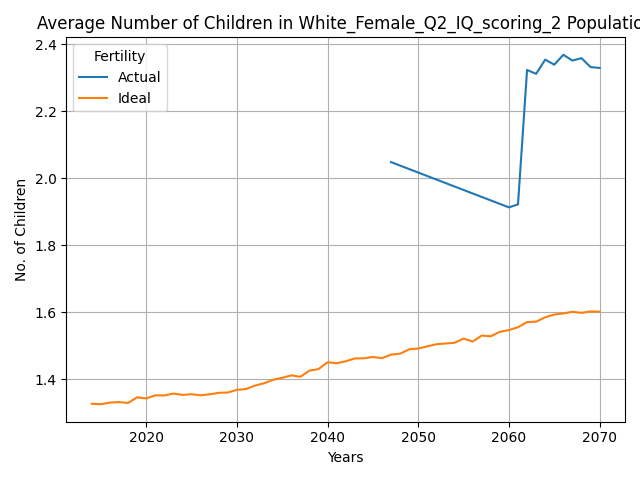 Average Number of Children in White_Female_Q2_IQ_scoring_2 Populatio
2.4
2.2
2.0
1.8
1.6
1.4
No. of Children
Fertility
Actual
Ideal
2020 2030 2040 2050 2060 2070
Years